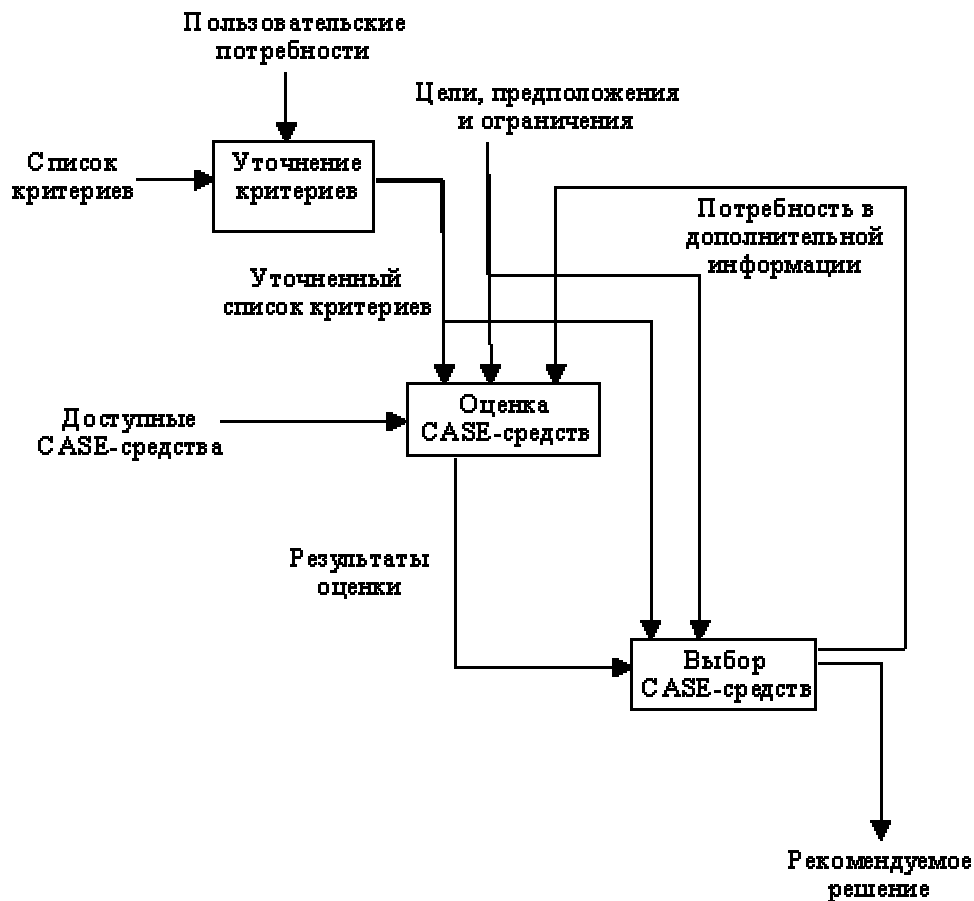 Пользовательские
потребности
Цели, предположения
и ограничения
Список
критериев
Уточнение
критериев
Потребность в
дополнительной
информации
Уточненный
список критериев
Оценка
CASE-средств
Доступные
CASE-средства
Результаты
оценки
Выбор
CASE-средств
Рекомендуемое
решение